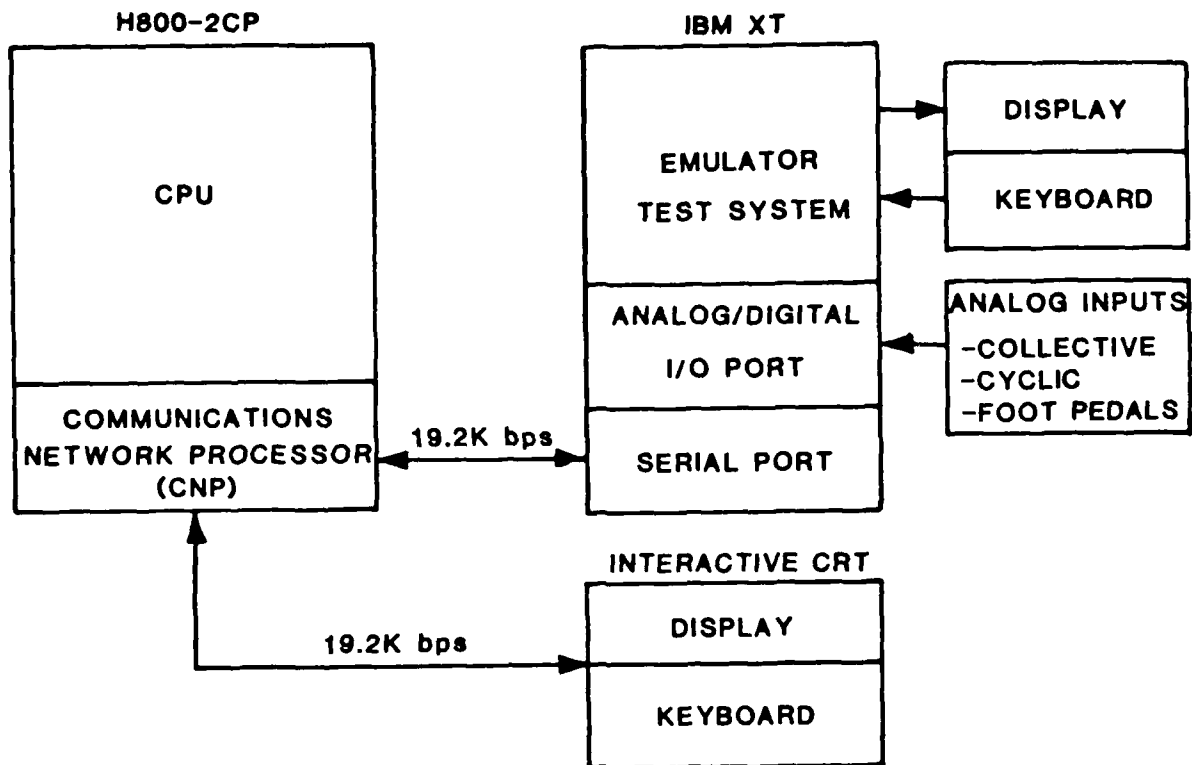 H800-2CP
CPU
COMMUNICATIONS
NETWORK PROCESSOR
(CNP)
19.2K bps
IBM XT
EMULATOR
TEST SYSTEM
ANALOG/DIGITAL
I/O PORT
SERIAL PORT
DISPLAY
KEYBOARD
ANALOG INPUTS
-COLLECTIVE
-CYCLIC
-FOOT PEDALS
19.2K bps
INTERACTIVE CRT
DISPLAY
KEYBOARD